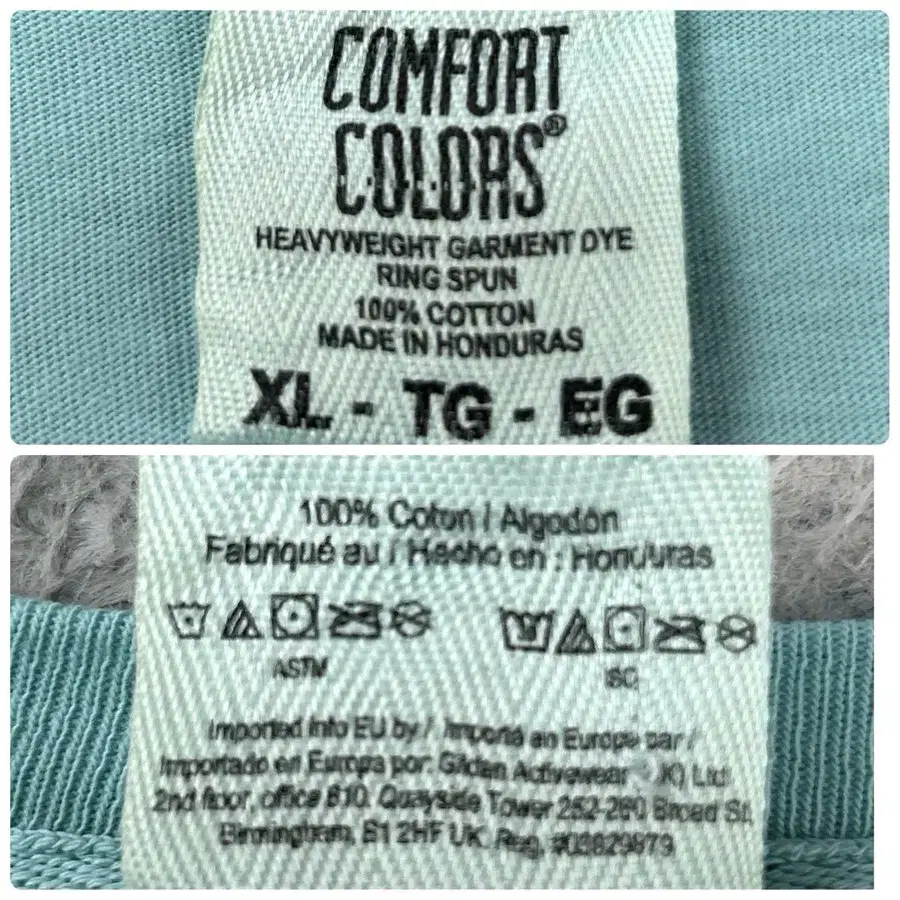 COMFORT
COLORS®
HEAVYWEIGHT GARMENT DYE
RING SPUN
100% COTTON
MADE IN HONDURAS
XL - TG - EG
100% Coton / Algodón
Fabriqué au / Hecho en : Honduras
ASTM
Imported into EU by / Importé en Europe par /
Importado en Europa por: Gildan Activewear Ltd.
2nd floor, office 810. Quayside Tower 252-260 Broad St.
Birmingham, B1 2HF UK. Reg.